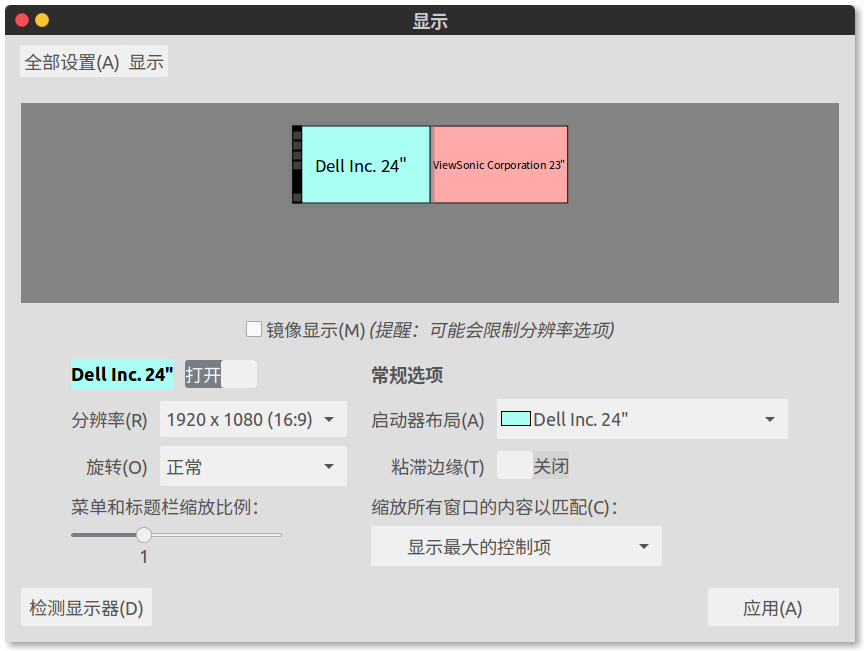 显示
全部设置(A) 显示
Dell Inc. 24"
ViewSonic Corporation 23"
镜像显示(M) (提醒：可能会限制分辨率选项)
Dell Inc. 24" 打开
常规选项
分辨率(R) 1920 x 1080 (16:9)
启动器布局(A) Dell Inc. 24"
旋转(O) 正常
粘滞边缘(T) 关闭
菜单和标题栏缩放比例：
缩放所有窗口的内容以匹配(C)：
1
显示最大的控制项
检测显示器(D)
应用(A)